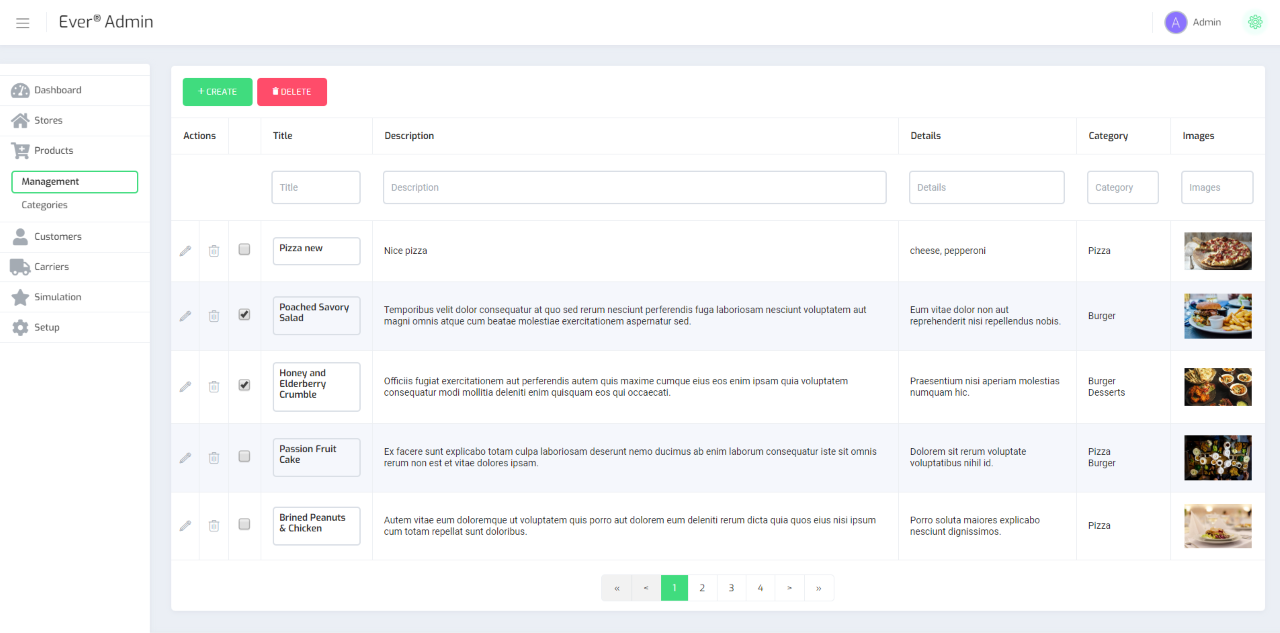 Ever® Admin
A Admin
Dashboard
Stores
Products
Management
Categories
Customers
Carriers
Simulation
Setup
+ CREATE
DELETE
Actions Title Description Details Category Images
Title Description Details Category Images
Pizza new
Nice pizza
cheese, pepperoni
Pizza
Poached Savory
Salad
Temporibus velit dolor consequatur at quo sed rerum nesciunt perferendis fuga laboriosam nesciunt voluptatem aut
magni omnis atque cum beatae molestiae exercitationem aspernatur sed.
Eum vitae dolor non aut
reprehenderit nisi repellendus nobis.
Burger
Honey and
Elderberry
Crumble
Officiis fugiat exercitationem aut perferendis autem quis maxime cumque eius eos enim ipsam quia voluptatem
consequatur modi mollitia deleniti enim quisquam eos qui occaecati.
Praesentium nisi aperiam molestias
numquam hic.
Burger
Desserts
Passion Fruit
Cake
Ex facere sunt explicabo totam culpa laboriosam deserunt nemo ducimus ab enim laborum consequatur iste sit omnis
rerum non est et vitae dolores ipsam.
Dolorem sit rerum voluptate
voluptatibus nihil id.
Pizza
Burger
Brined Peanuts
& Chicken
Autem vitae eum doloremque ut voluptatem quis porro aut dolorem eum deleniti rerum dicta quia quos eius nisi ipsum
cum totam repellat sunt doloribus.
Porro soluta maiores explicabo
nesciunt dignissimos.
Pizza
« < 1 2 3 4 > »